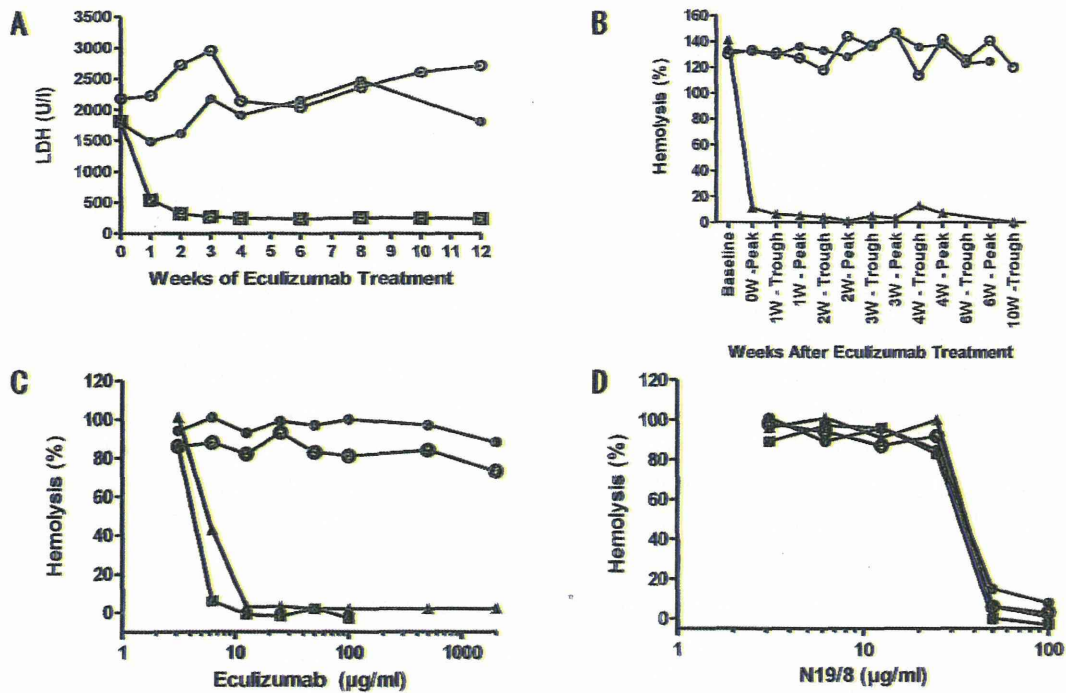 A
LDH (U/l)
3500
3000
2500
2000
1500
1000
500
0
0 1 2 3 4 5 6 7 8 9 10 11 12
Weeks of Eculizumab Treatment
B
Hemolysis (%)
160
140
120
100
80
60
40
20
0
Baseline
0W -Peak
1W - Trough
1W - Peak
2W - Trough
2W - Peak
3W - Trough
3W - Peak
4W - Trough
4W - Peak
6W - Trough
6W - Peak
10W -Trough
Weeks After Eculizumab Treatment
C
Hemolysis (%)
120
100
80
60
40
20
0
1 10 100 1000
Eculizumab (µg/ml)
D
Hemolysis (%)
120
100
80
60
40
20
0
1 10 100
N19/8 (µg/ml)